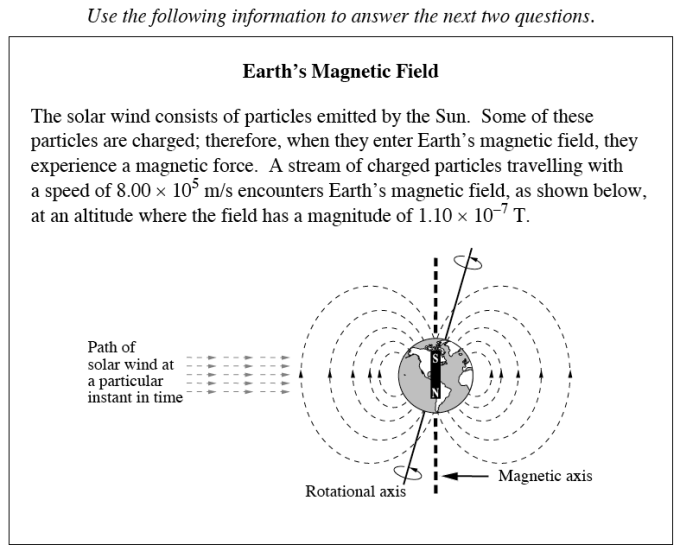 Use the following information to answer the next two questions.
Earth's Magnetic Field
The solar wind consists of particles emitted by the Sun. Some of these
particles are charged; therefore, when they enter Earth's magnetic field, they
experience a magnetic force. A stream of charged particles travelling with
a speed of 8.00 × 10⁵ m/s encounters Earth's magnetic field, as shown below,
at an altitude where the field has a magnitude of 1.10 × 10⁻⁷ T.
Path of
solar wind at
a particular
instant in time
S
N
Magnetic axis
Rotational axis